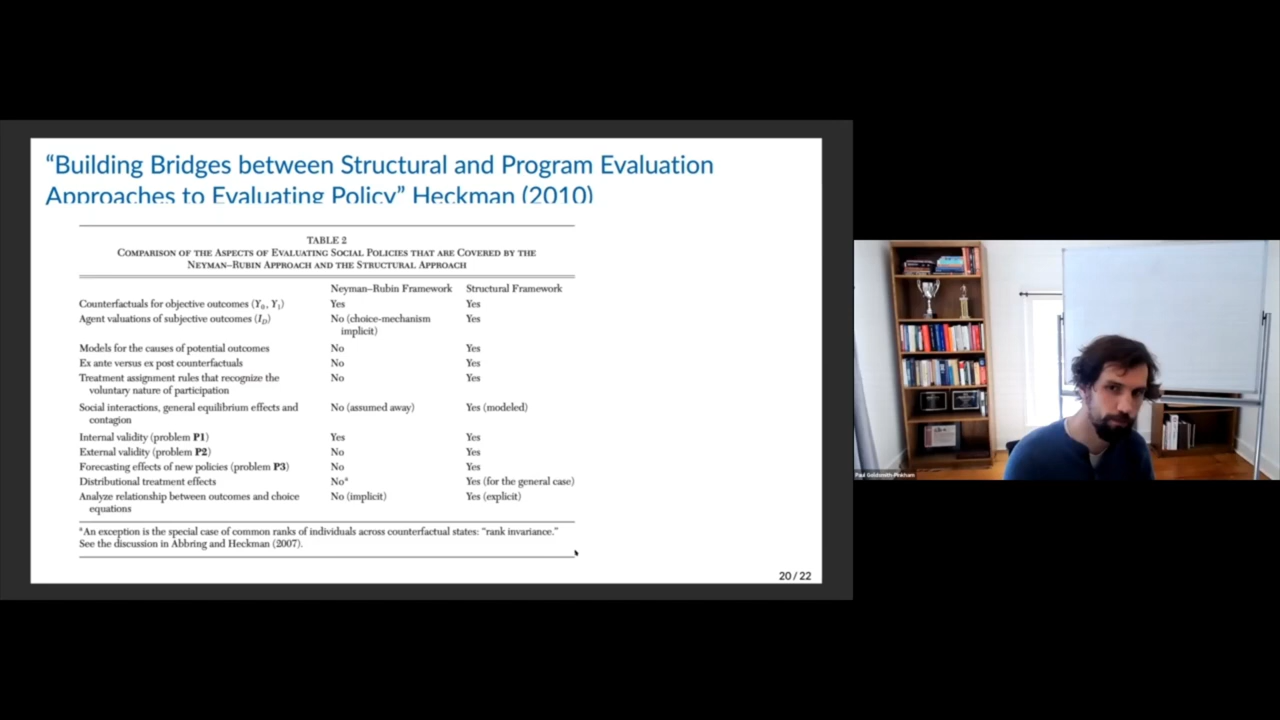 “Building Bridges between Structural and Program Evaluation
Approaches to Evaluating Policy” Heckman (2010)
TABLE 2
Comparison of the Aspects of Evaluating Social Policies that are Covered by the
Neyman–Rubin Approach and the Structural Approach
Neyman–Rubin Framework Structural Framework
Counterfactuals for objective outcomes (Y₀, Y₁) Yes Yes
Agent valuations of subjective outcomes (I_D) No (choice-mechanism Yes
implicit)
Models for the causes of potential outcomes No Yes
Ex ante versus ex post counterfactuals No Yes
Treatment assignment rules that recognize the No Yes
voluntary nature of participation
Social interactions, general equilibrium effects and No (assumed away) Yes (modeled)
contagion
Internal validity (problem P1) Yes Yes
External validity (problem P2) No Yes
Forecasting effects of new policies (problem P3) No Yes
Distributional treatment effects No* Yes (for the general case)
Analyze relationship between outcomes and choice No (implicit) Yes (explicit)
equations
*An exception is the special case of common ranks of individuals across counterfactual states: “rank invariance.”
See the discussion in Abbring and Heckman (2007).
20 / 22
Paul Goldsmith-Pinkham